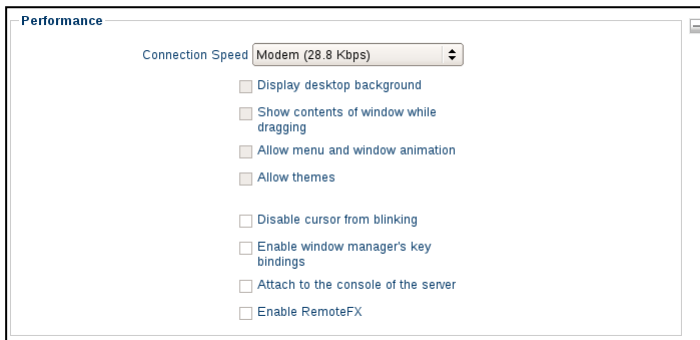 Performance
Connection Speed Modem (28.8 Kbps)
Display desktop background
Show contents of window while
dragging
Allow menu and window animation
Allow themes
Disable cursor from blinking
Enable window manager's key
bindings
Attach to the console of the server
Enable RemoteFX